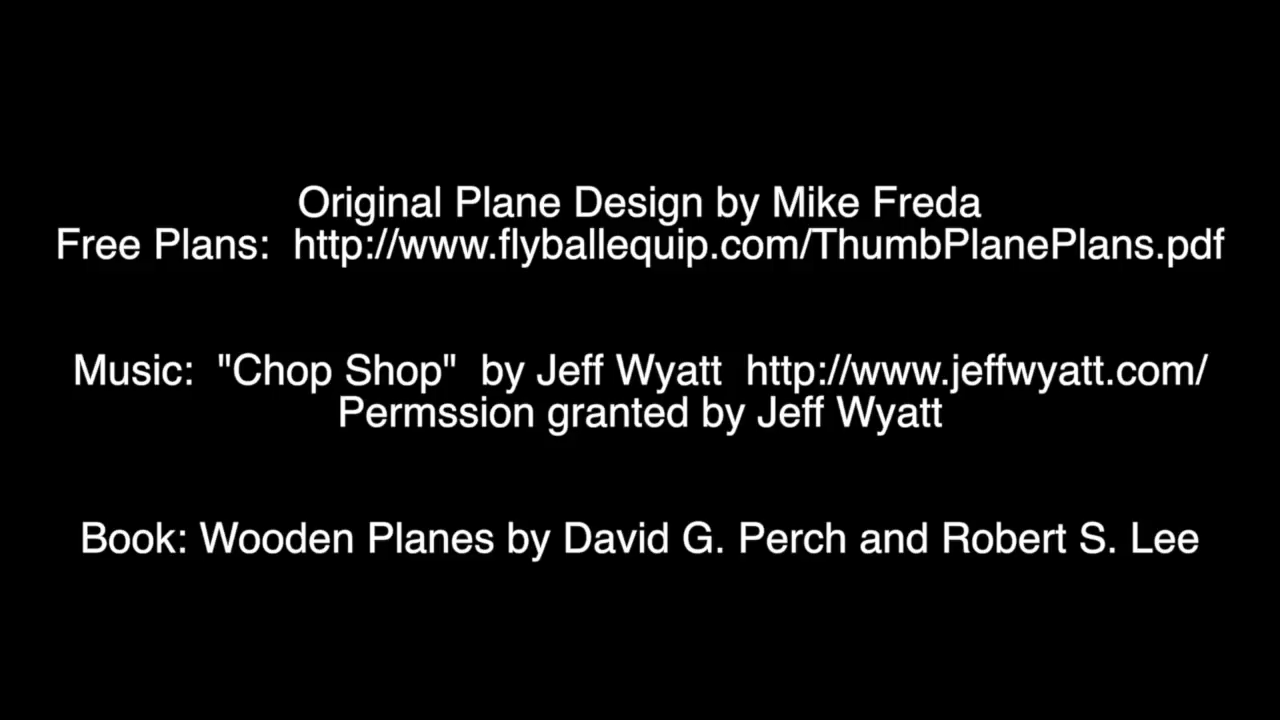 Original Plane Design by Mike Freda
Free Plans:  http://www.flyballequip.com/ThumbPlanePlans.pdf
Music:  "Chop Shop"  by Jeff Wyatt  http://www.jeffwyatt.com/
Permssion granted by Jeff Wyatt
Book: Wooden Planes by David G. Perch and Robert S. Lee